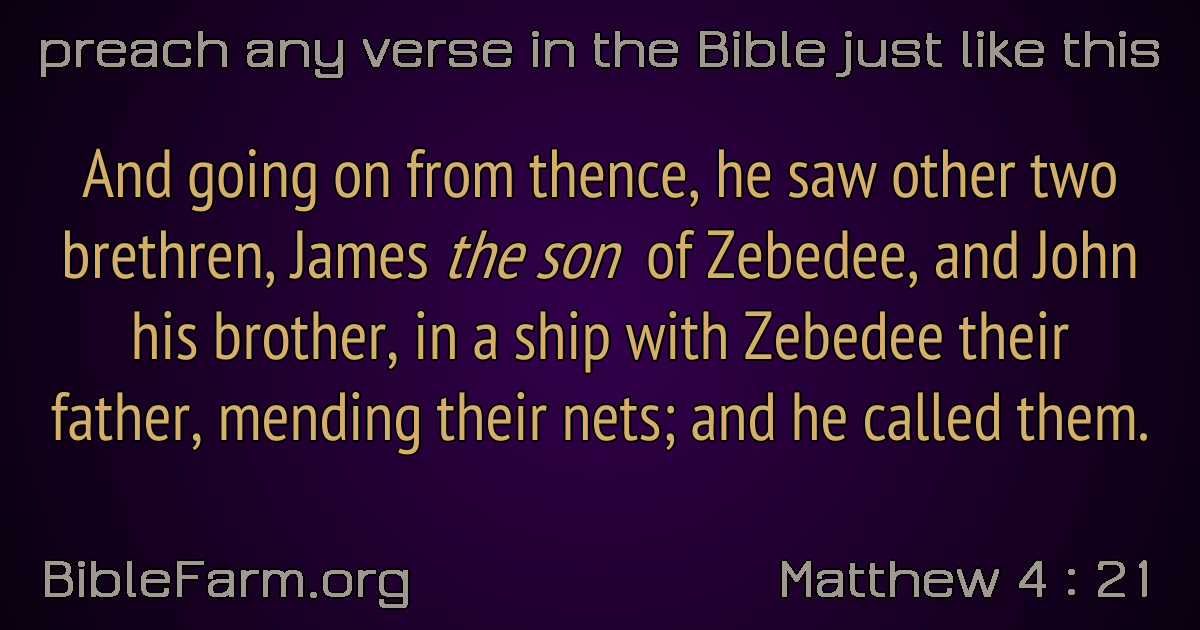 preach any verse in the Bible just like this
And going on from thence, he saw other two
brethren, James the son of Zebedee, and John
his brother, in a ship with Zebedee their
father, mending their nets; and he called them.
BibleFarm.org
Matthew 4 : 21